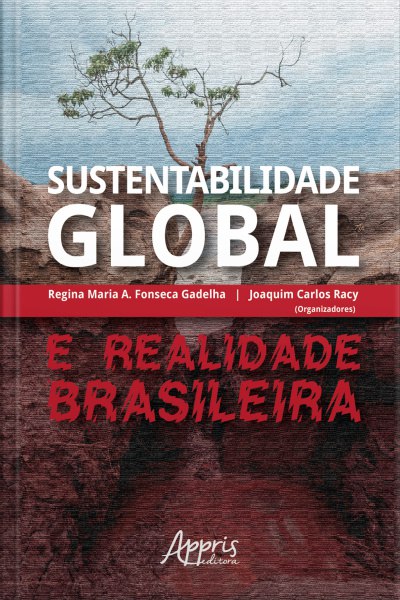 SUSTENTABILIDADE
GLOBAL
Regina Maria A. Fonseca Gadelha | Joaquim Carlos Racy
(Organizadores)
E REALIDADE
BRASILEIRA
Appris
editora